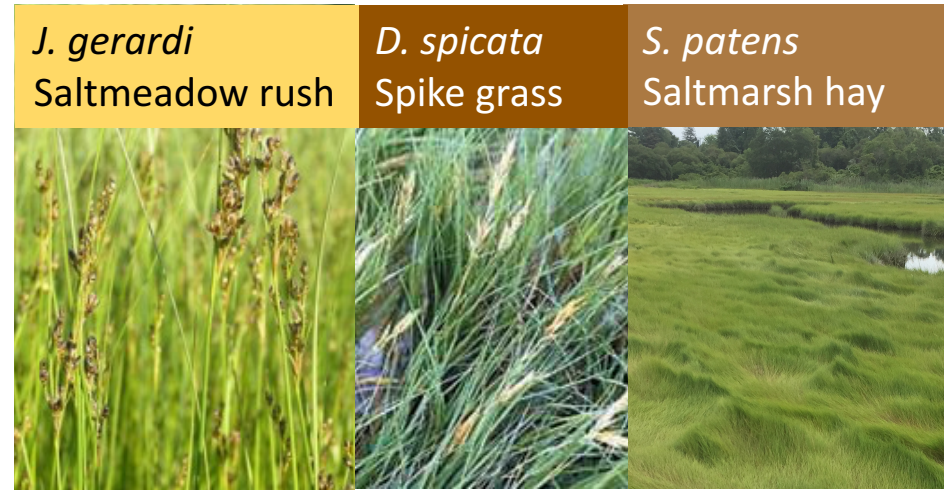 J. gerardi
Saltmeadow rush
D. spicata
Spike grass
S. patens
Saltmarsh hay